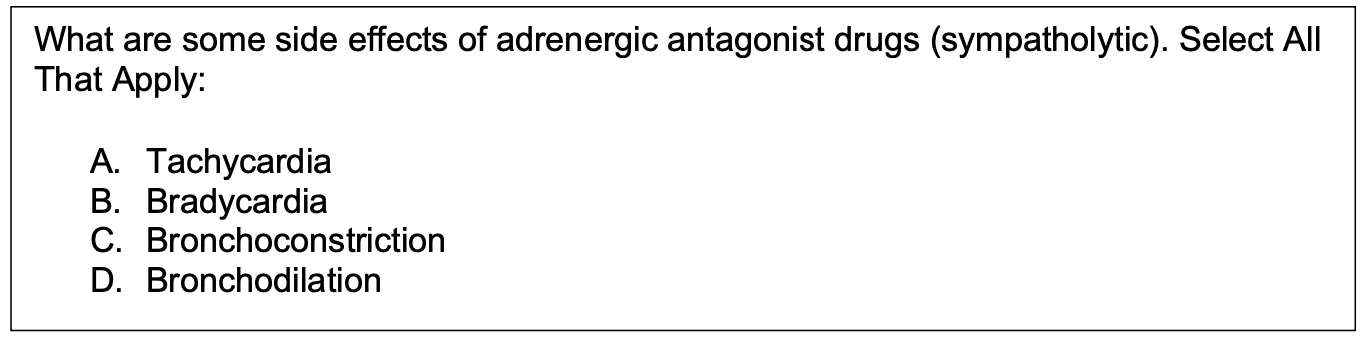 What are some side effects of adrenergic antagonist drugs (sympatholytic). Select All
That Apply:
A. Tachycardia
B. Bradycardia
C. Bronchoconstriction
D. Bronchodilation